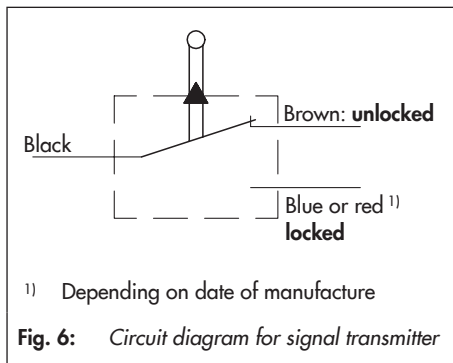 Black
Brown: unlocked
Blue or red 1)
locked
1) Depending on date of manufacture
Fig. 6: Circuit diagram for signal transmitter